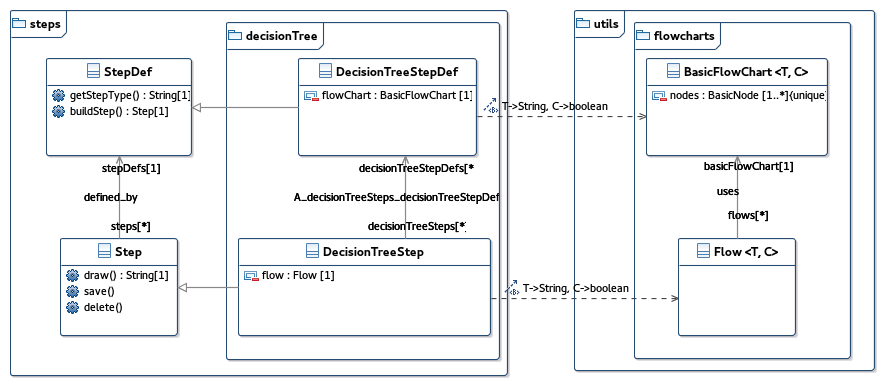 steps
decisionTree
StepDef
getStepType() : String[1]
buildStep() : Step[1]
DecisionTreeStepDef
flowChart : BasicFlowChart [1]
T->String, C->boolean
stepDefs[1]
defined_by
steps[*]
decisionTreeStepDefs[*
A_decisionTreeSteps_decisionTreeStepDef
decisionTreeSteps[*]
Step
draw() : String[1]
save()
delete()
DecisionTreeStep
flow : Flow [1]
T->String, C->boolean
utils
flowcharts
BasicFlowChart <T, C>
nodes : BasicNode [1..*]{unique}
basicFlowChart[1]
uses
flows[*]
Flow <T, C>